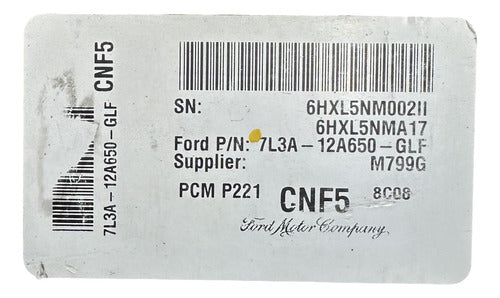 CNF5
7L3A-12A650-GLF
SN: 6HXL5NM002II
6HXL5NMA17
Ford P/N: 7L3A-12A650-GLF
Supplier: M799G
PCM P221 CNF5 8C08
Ford Motor Company